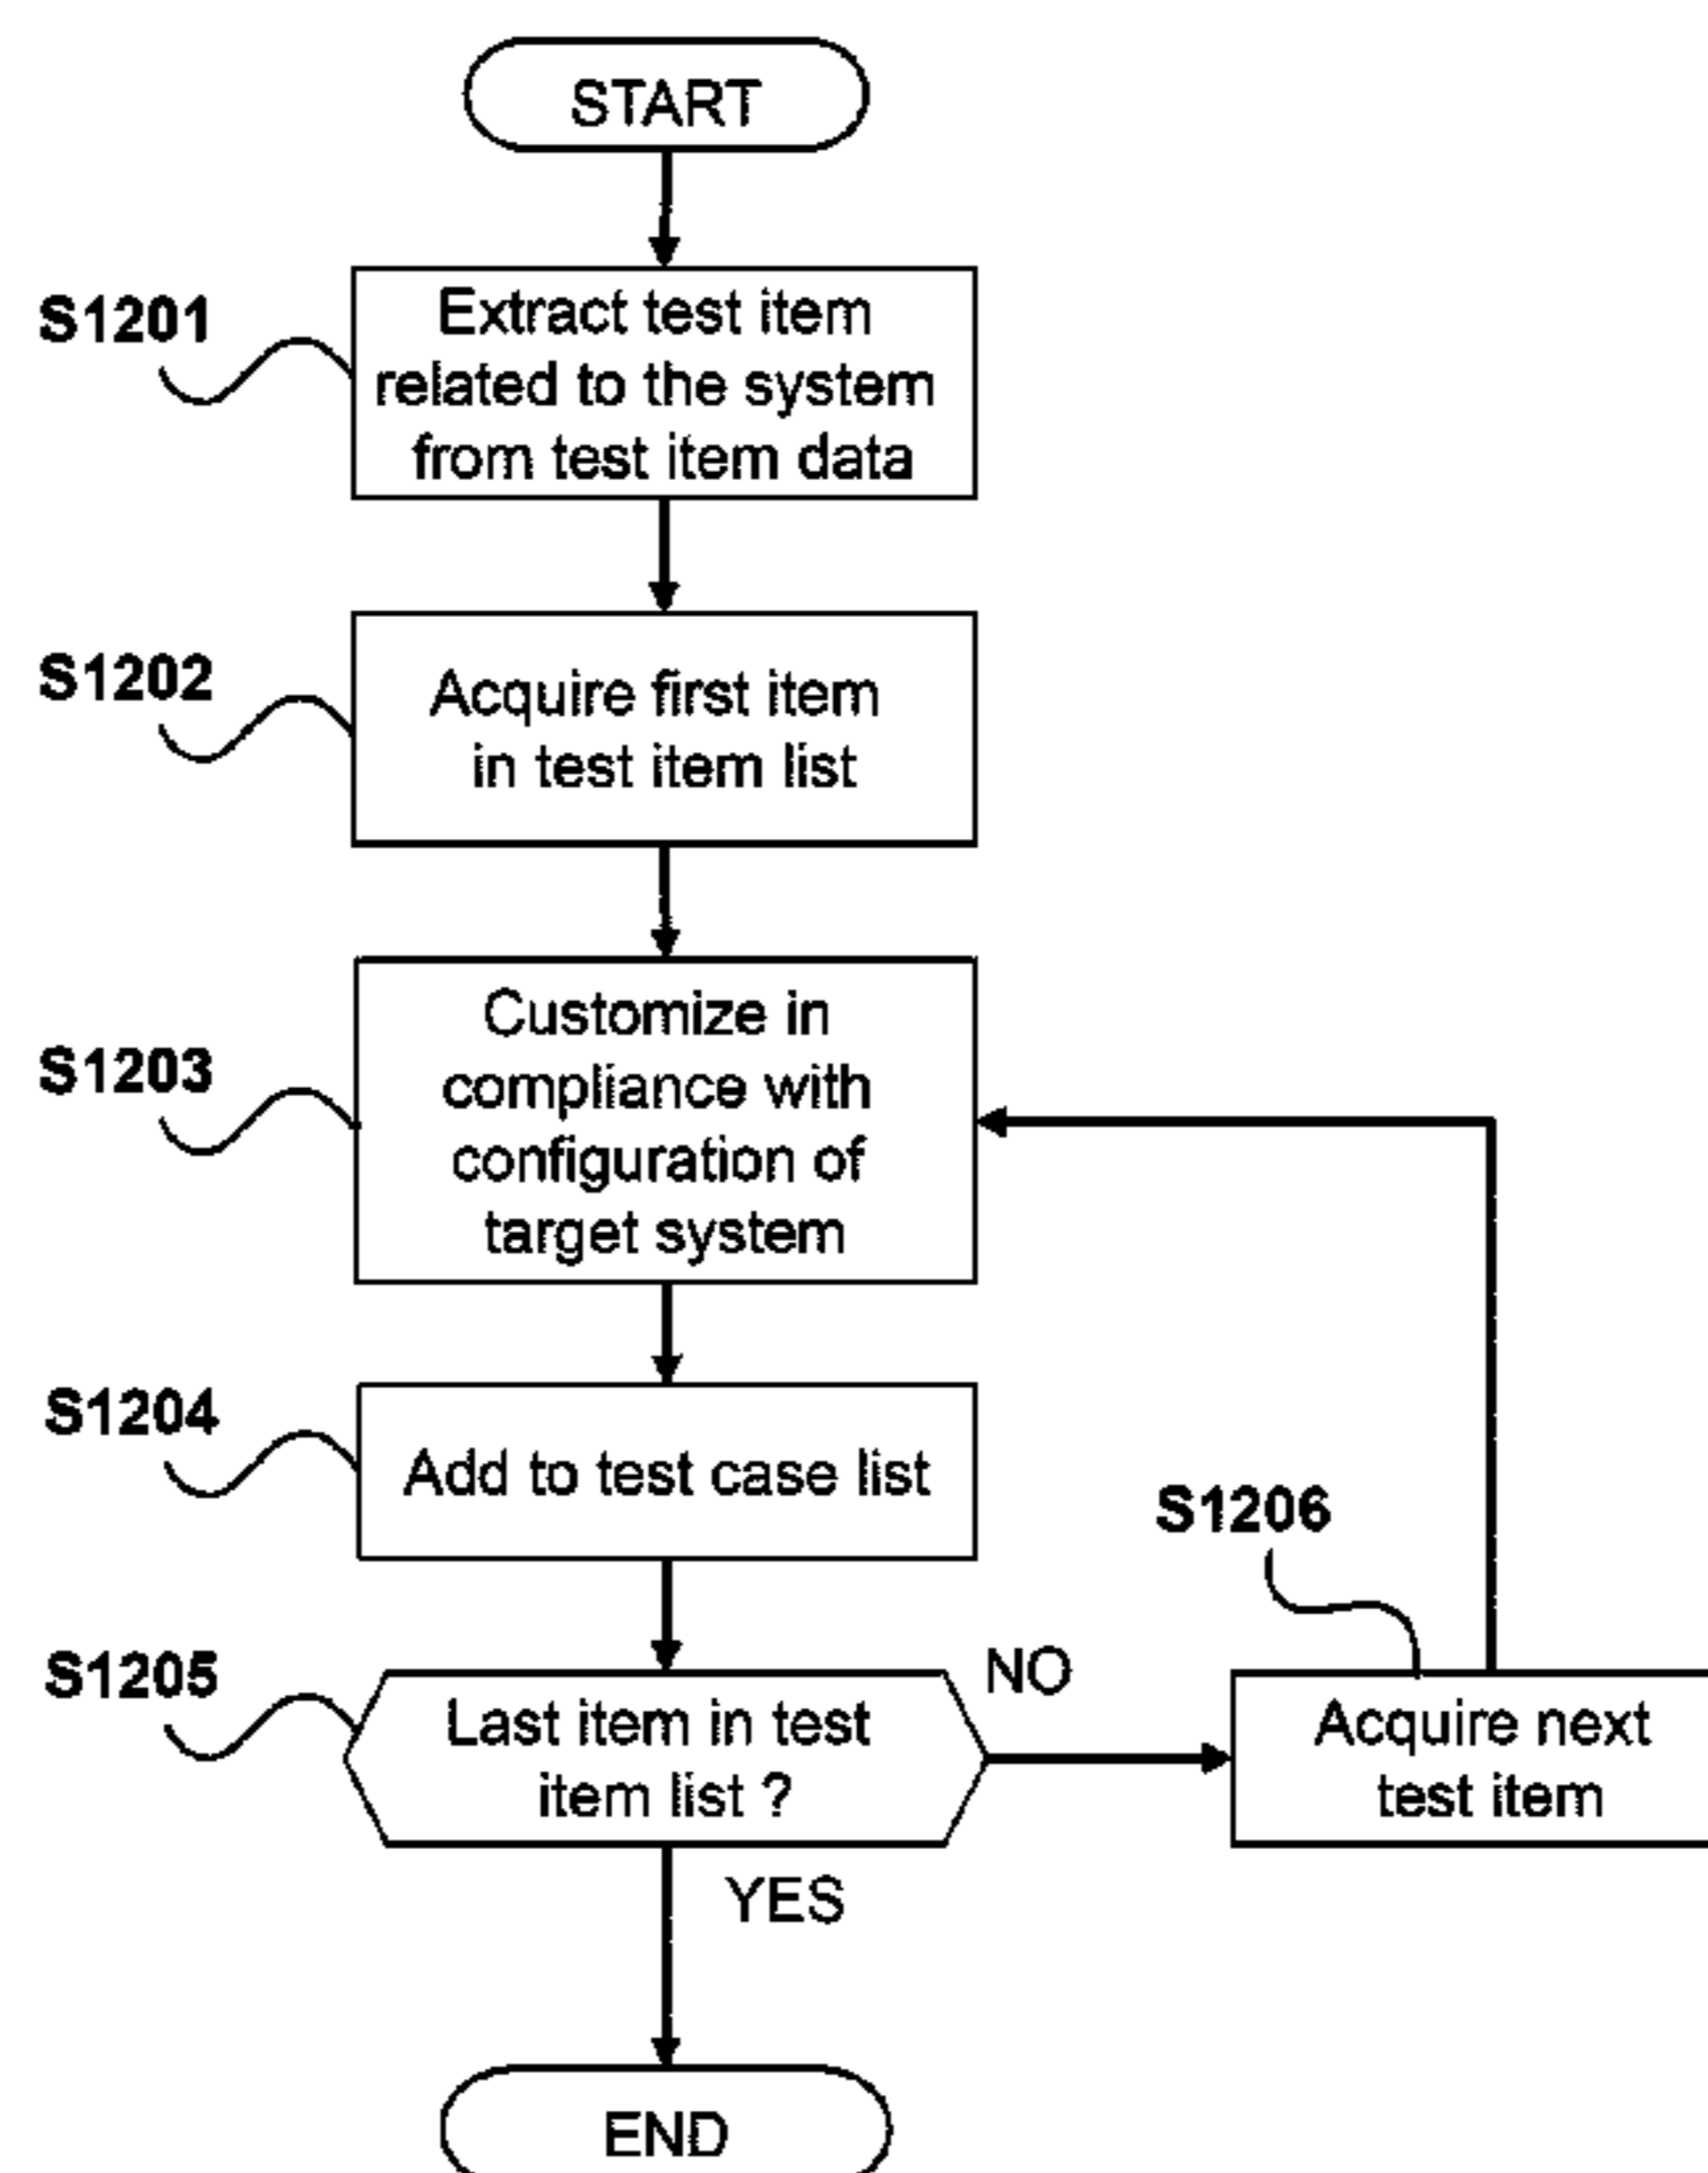 START
S1201
Extract test item
related to the system
from test item data
S1202
Acquire first item
in test item list
S1203
Customize in
compliance with
configuration of
target system
S1204
Add to test case list
S1205
Last item in test
item list ?
NO
S1206
Acquire next
test item
YES
END